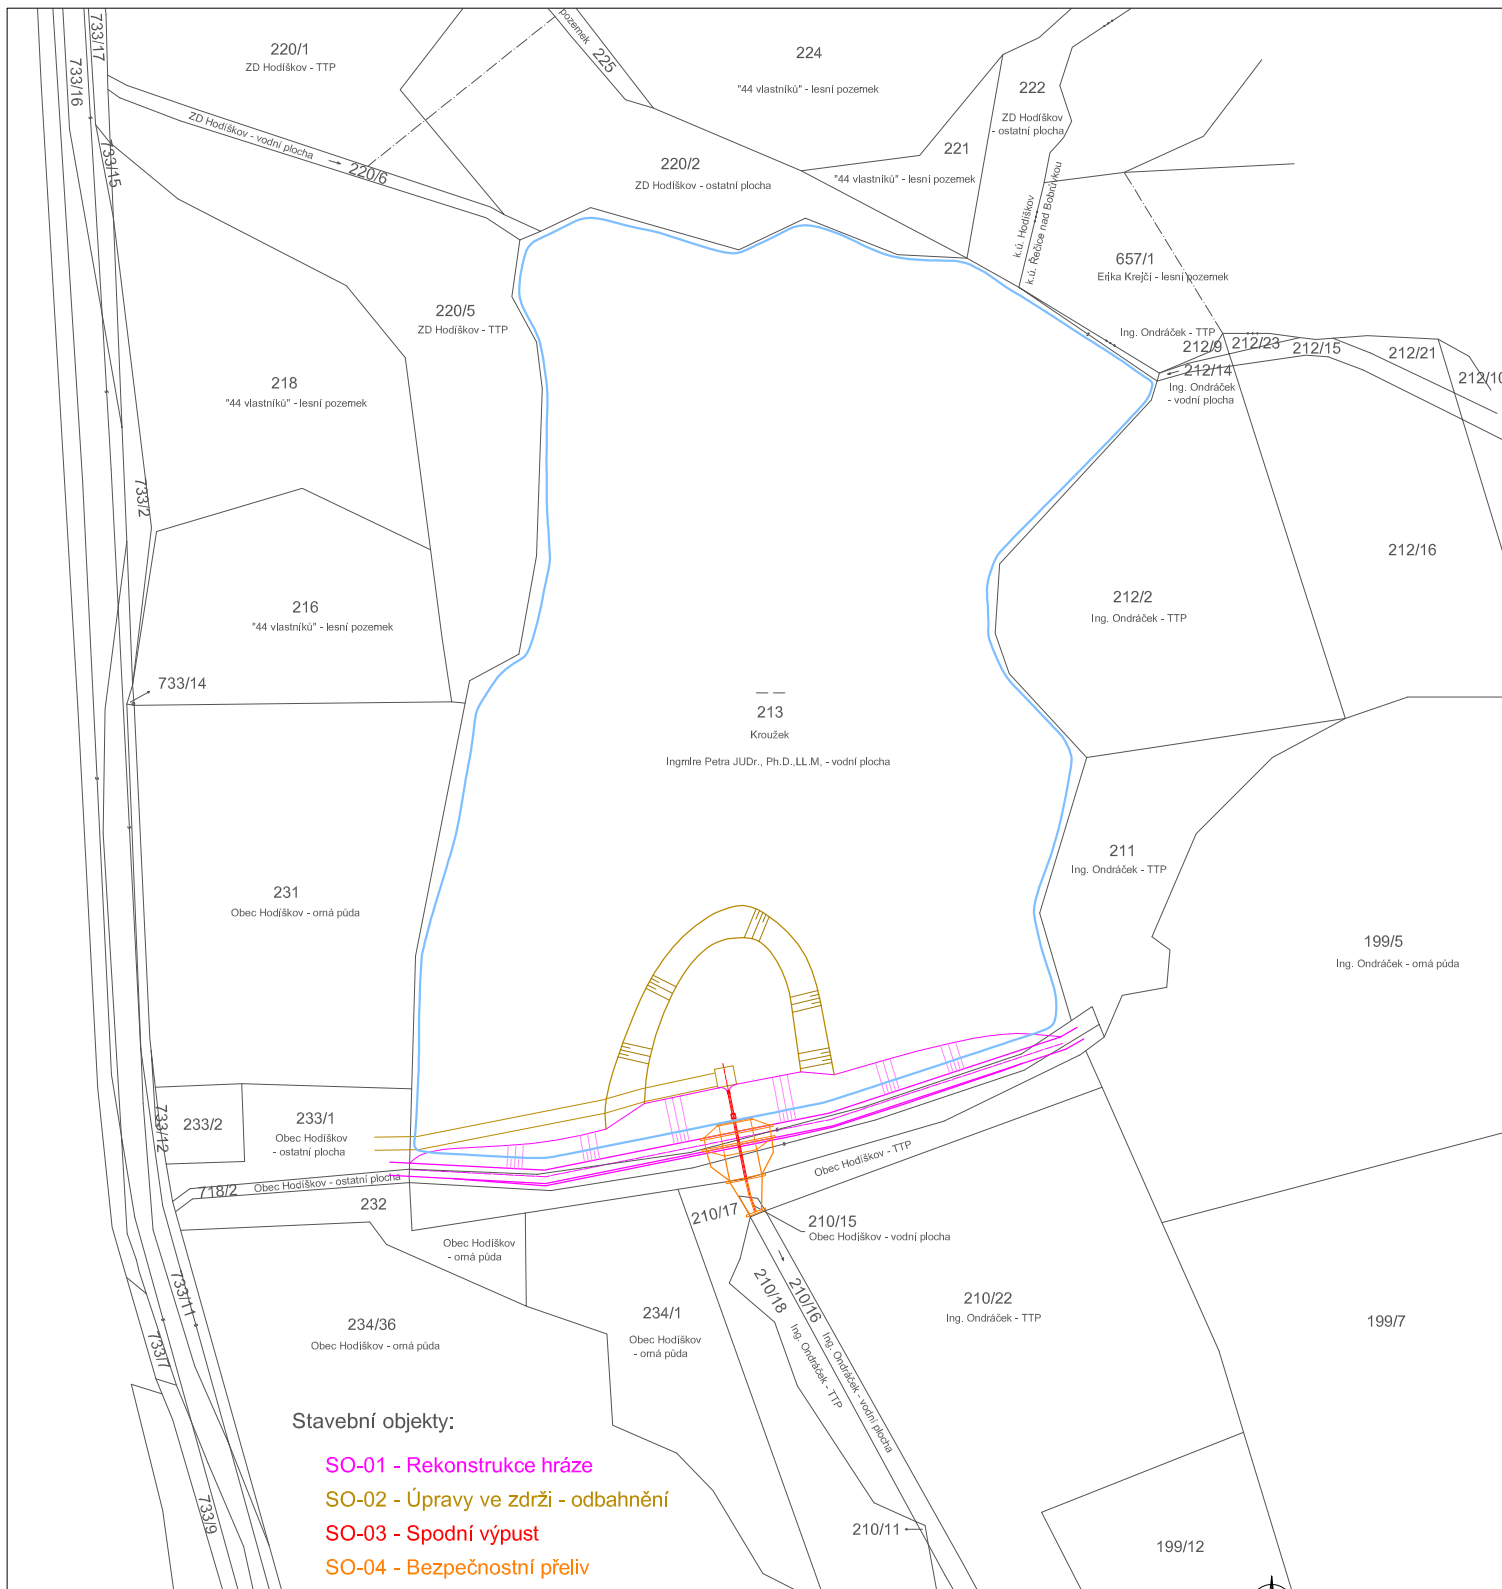 733/17
733/16
220/1
ZD Hodíškov - TTP
pozemek
225
224
"44 vlastníků" - lesní pozemek
222
ZD Hodíškov
- ostatní plocha
ZD Hodíškov - vodní plocha
220/6
733/15
220/2
ZD Hodíškov - ostatní plocha
221
"44 vlastníků" - lesní pozemek
k.ú. Hodíškov
k.ú. Řečice nad Bobrůvkou
657/1
Erika Krejčí - lesní pozemek
220/5
ZD Hodíškov - TTP
Ing. Ondráček - TTP
212/9
212/23
212/15
212/21
212/14
Ing. Ondráček
- vodní plocha
212/10
218
"44 vlastníků" - lesní pozemek
733/2
212/16
216
"44 vlastníků" - lesní pozemek
212/2
Ing. Ondráček - TTP
733/14
213
Kroužek
Ingmire Petra JUDr., Ph.D.,LL.M, - vodní plocha
211
Ing. Ondráček - TTP
231
Obec Hodíškov - orná půda
199/5
Ing. Ondráček - orná půda
733/12
233/2
233/1
Obec Hodíškov
- ostatní plocha
718/2
Obec Hodíškov - ostatní plocha
Obec Hodíškov - TTP
232
210/17
210/15
Obec Hodíškov - vodní plocha
Obec Hodíškov
- orná půda
733/11
210/18
210/16
Ing. Ondráček - TTP
Ing. Ondráček - vodní plocha
210/22
Ing. Ondráček - TTP
234/1
Obec Hodíškov
- orná půda
234/36
Obec Hodíškov - orná půda
199/7
733/7
Stavební objekty:
SO-01 - Rekonstrukce hráze
SO-02 - Úpravy ve zdrži - odbahnění
SO-03 - Spodní výpust
SO-04 - Bezpečnostní přeliv
733/9
210/11
199/12